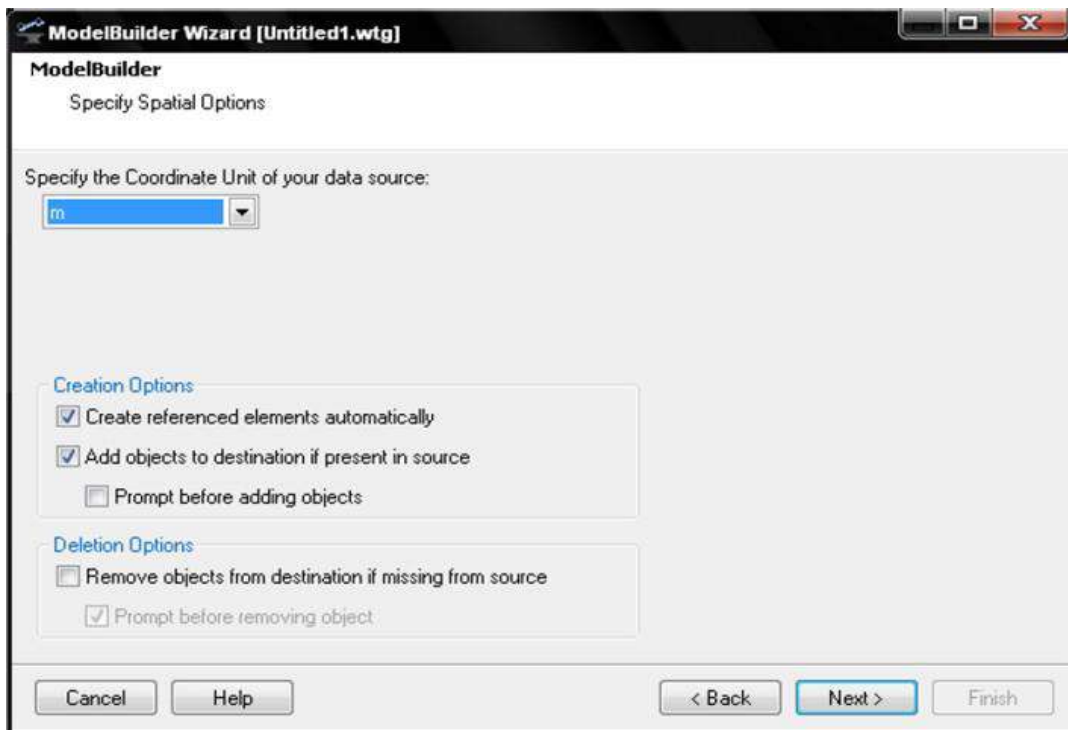 ModelBuilder Wizard [Untitled1.wtg]
ModelBuilder
Specify Spatial Options
Specify the Coordinate Unit of your data source:
m
Creation Options
Create referenced elements automatically
Add objects to destination if present in source
Prompt before adding objects
Deletion Options
Remove objects from destination if missing from source
Prompt before removing object
Cancel Help < Back Next > Finish